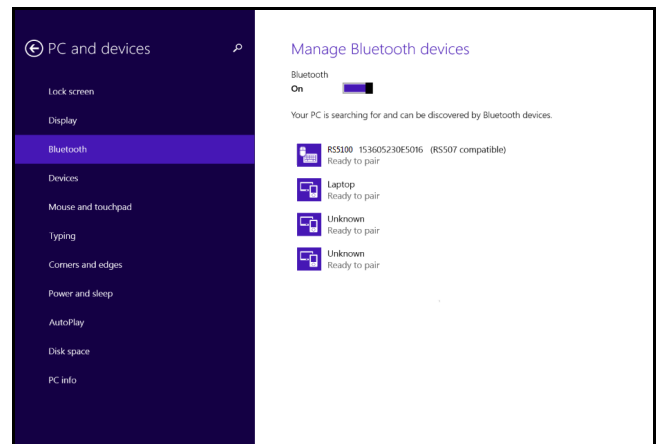 PC and devices
Lock screen
Display
Bluetooth
Devices
Mouse and touchpad
Typing
Corners and edges
Power and sleep
AutoPlay
Disk space
PC info
Manage Bluetooth devices
Bluetooth
On
Your PC is searching for and can be discovered by Bluetooth devices.
RS5100 153605230E5016 (RS507 compatible)
Ready to pair
Laptop
Ready to pair
Unknown
Ready to pair
Unknown
Ready to pair